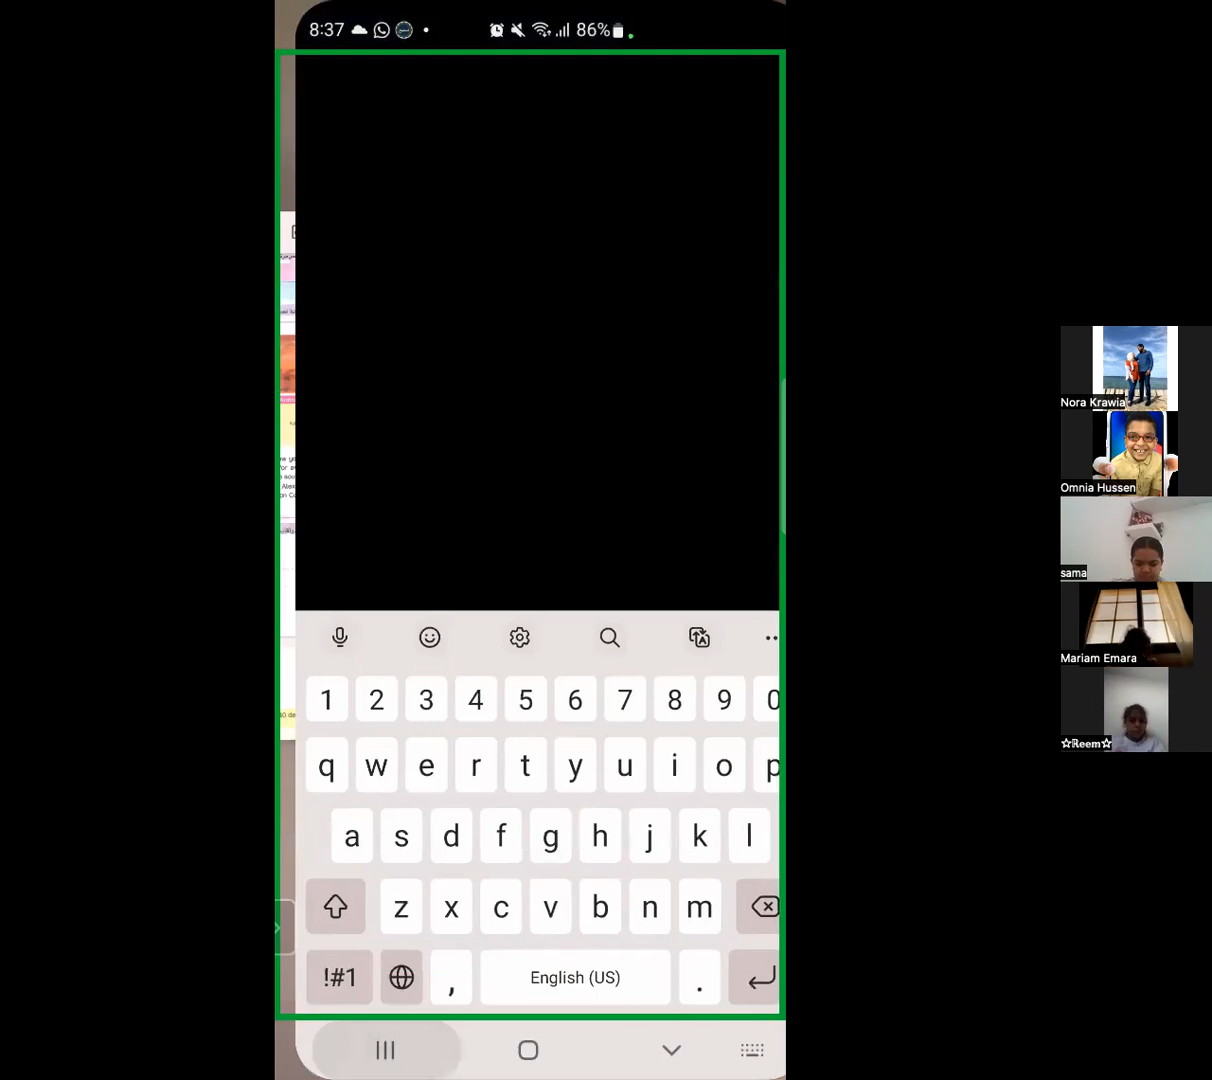 8:37 86%
1 2 3 4 5 6 7 8 9 0
q w e r t y u i o p
a s d f g h j k l
z x c v b n m
!#1 , English (US) .
Nora Krawia
Omnia Hussen
sama
Mariam Emara
☆Reem☆